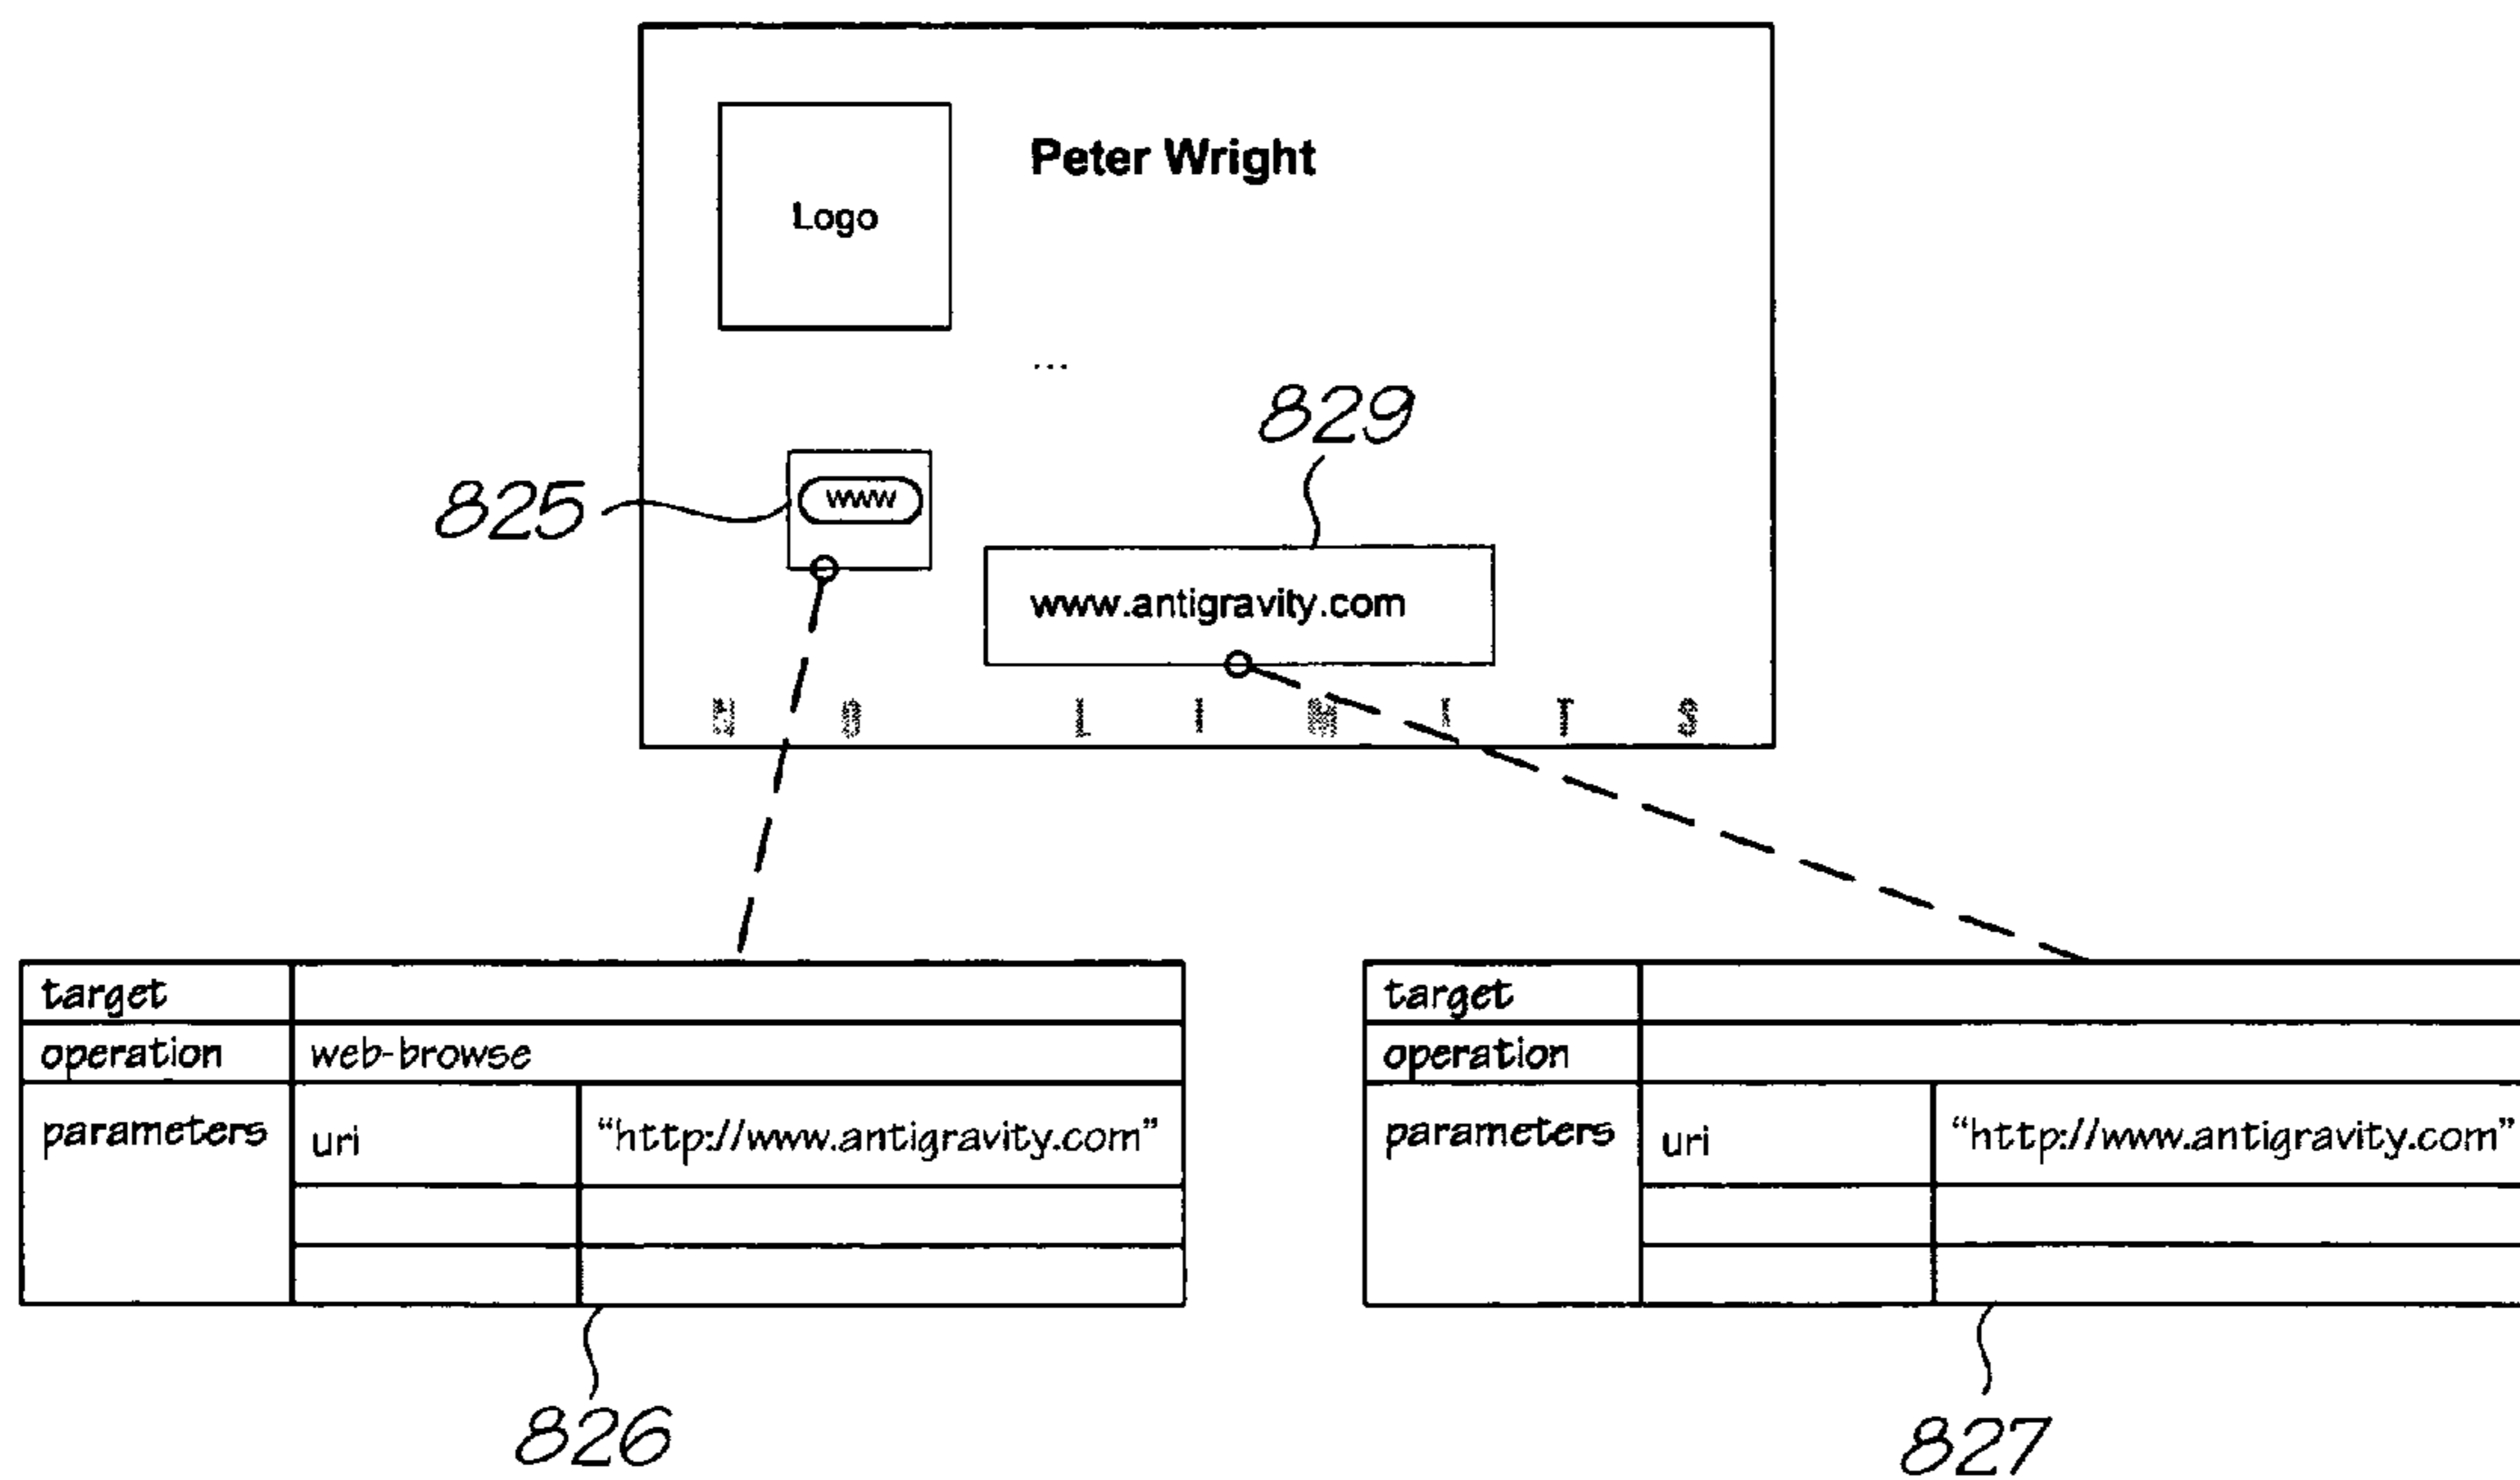 Peter Wright
Logo
...
829
825
www
www.antigravity.com
N O L I M I T S
target
operation web-browse
parameters uri “http://www.antigravity.com”
826
target
operation
parameters uri “http://www.antigravity.com”
827